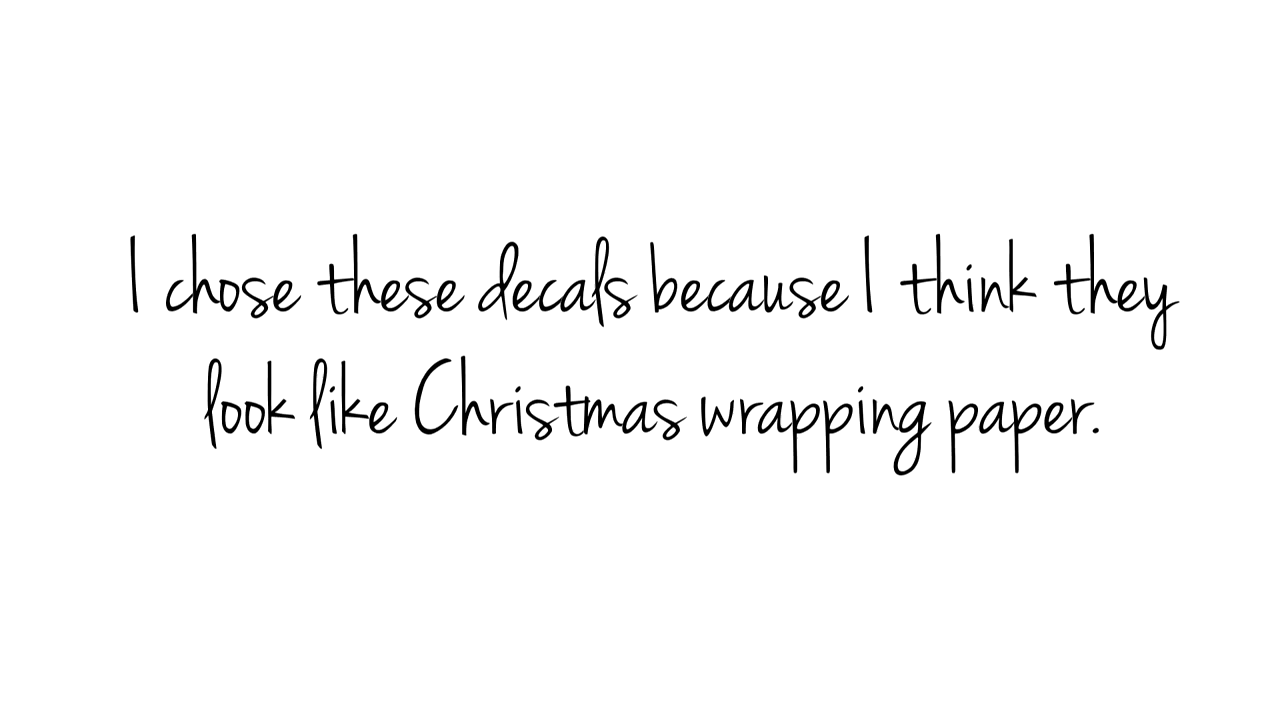 I chose these decals because I think they
look like Christmas wrapping paper.